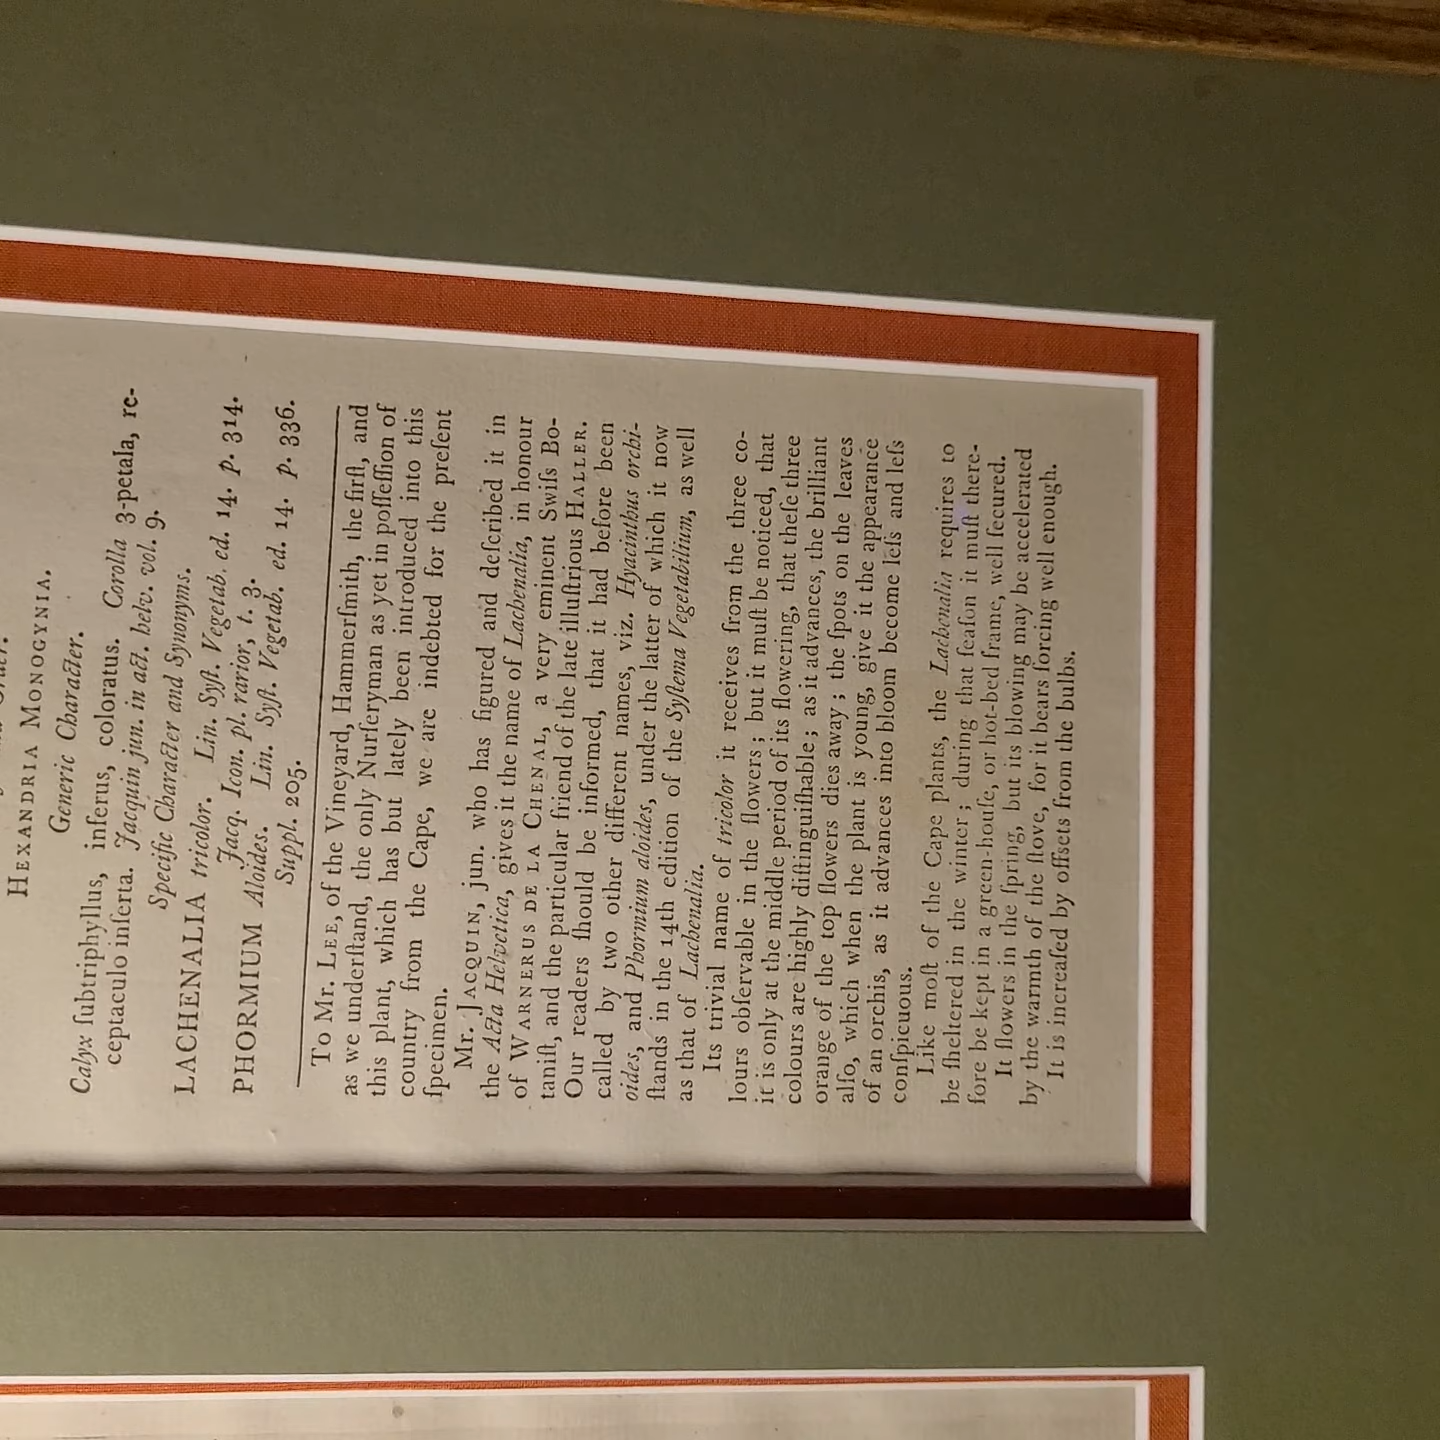 HEXANDRIA MONOGYNIA.
Generic Character.
Calyx ſubtriphyllus, inferus, coloratus. Corolla 3-petala, re-
ceptaculo inſerta. Jacquin jun. in act. helv. vol. 9.
Specific Character and Synonyms.
LACHENALIA tricolor. Lin. Syſt. Vegetab. ed. 14. p. 314.
Jacq. Icon. pl. rarior, t. 3.
PHORMIUM Aloides. Lin. Syſt. Vegetab. ed. 14. p. 336.
Suppl. 205.
To Mr. LEE, of the Vineyard, Hammerſmith, the firſt, and
as we underſtand, the only Nurſeryman as yet in poſſeſſion of
this plant, which has but lately been introduced into this
country from the Cape, we are indebted for the preſent
ſpecimen.
Mr. JACQUIN, jun. who has figured and deſcribed it in
the Acta Helvetica, gives it the name of Lachenalia, in honour
of WARNERUS DE LA CHENAL, a very eminent Swiſs Bo-
taniſt, and the particular friend of the late illuſtrious HALLER.
Our readers ſhould be informed, that it had before been
called by two other different names, viz. Hyacinthus orchi-
oides, and Phormium aloides, under the latter of which it now
ſtands in the 14th edition of the Syſtema Vegetabilium, as well
as that of Lachenalia.
Its trivial name of tricolor it receives from the three co-
lours obſervable in the flowers; but it muſt be noticed, that
it is only at the middle period of its flowering, that theſe three
colours are highly diſtinguiſhable; as it advances, the brilliant
orange of the top flowers dies away; the ſpots on the leaves
alſo, which when the plant is young, give it the appearance
of an orchis, as it advances into bloom become leſs and leſs
conſpicuous.
Like moſt of the Cape plants, the Lachenalia requires to
be ſheltered in the winter; during that ſeaſon it muſt there-
fore be kept in a green-houſe, or hot-bed frame, well ſecured.
It flowers in the ſpring, but its blowing may be accelerated
by the warmth of the ſtove, for it bears forcing well enough.
It is increaſed by offsets from the bulbs.